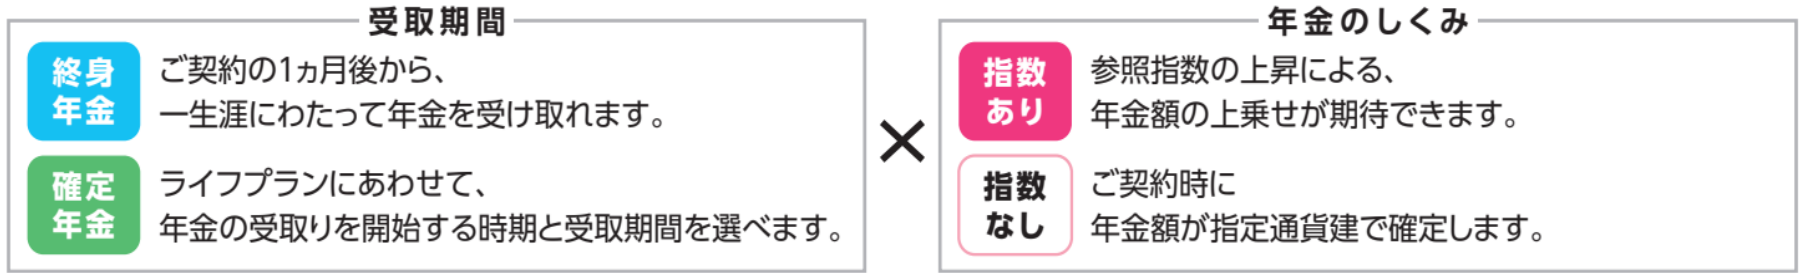 受取期間
終身
年金
ご契約の1ヵ月後から、
一生涯にわたって年金を受け取れます。
確定
年金
ライフプランにあわせて、
年金の受取りを開始する時期と受取期間を選べます。
×
年金のしくみ
指数
あり
参照指数の上昇による、
年金額の上乗せが期待できます。
指数
なし
ご契約時に
年金額が指定通貨建で確定します。